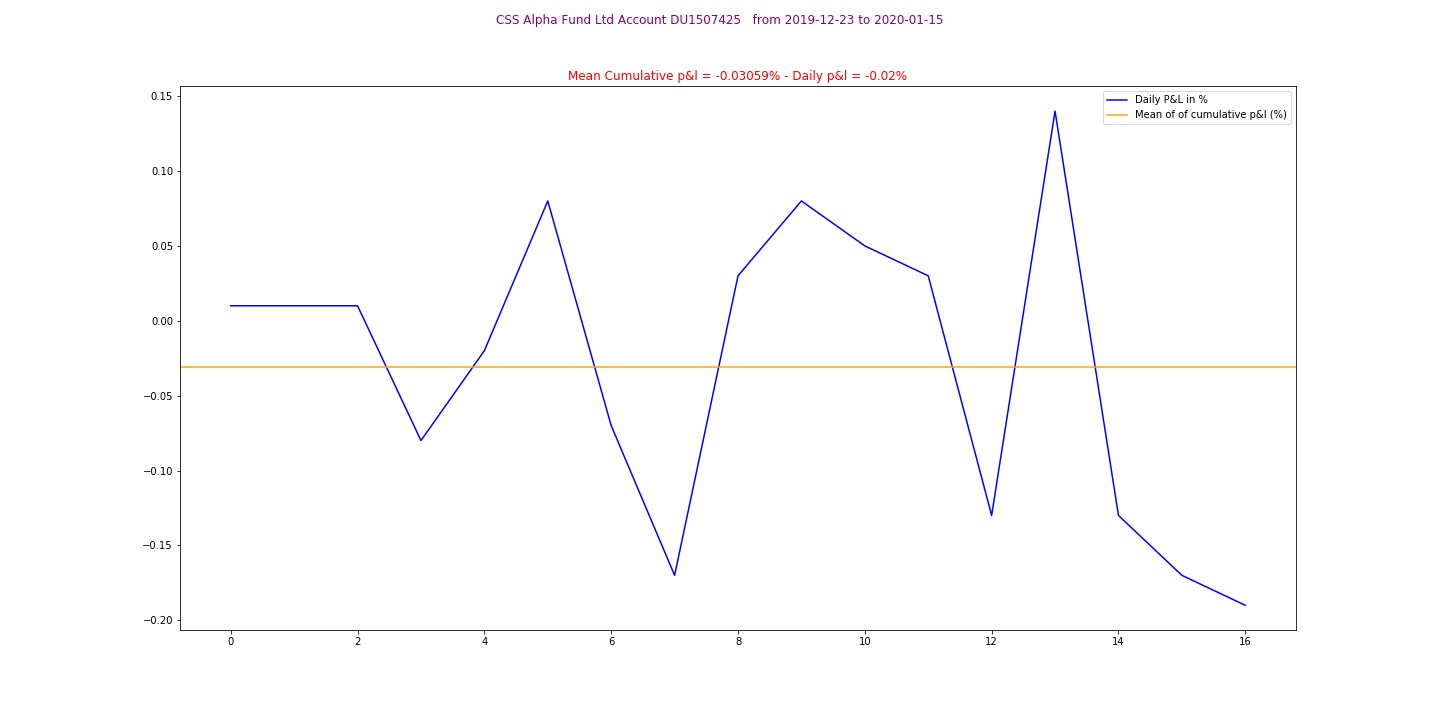 CSS Alpha Fund Ltd Account DU1507425   from 2019-12-23 to 2020-01-15
Mean Cumulative p&l = -0.03059% - Daily p&l = -0.02%
Daily P&L in %
Mean of of cumulative p&l (%)
0.15
0.10
0.05
0.00
−0.05
−0.10
−0.15
−0.20
0 2 4 6 8 10 12 14 16